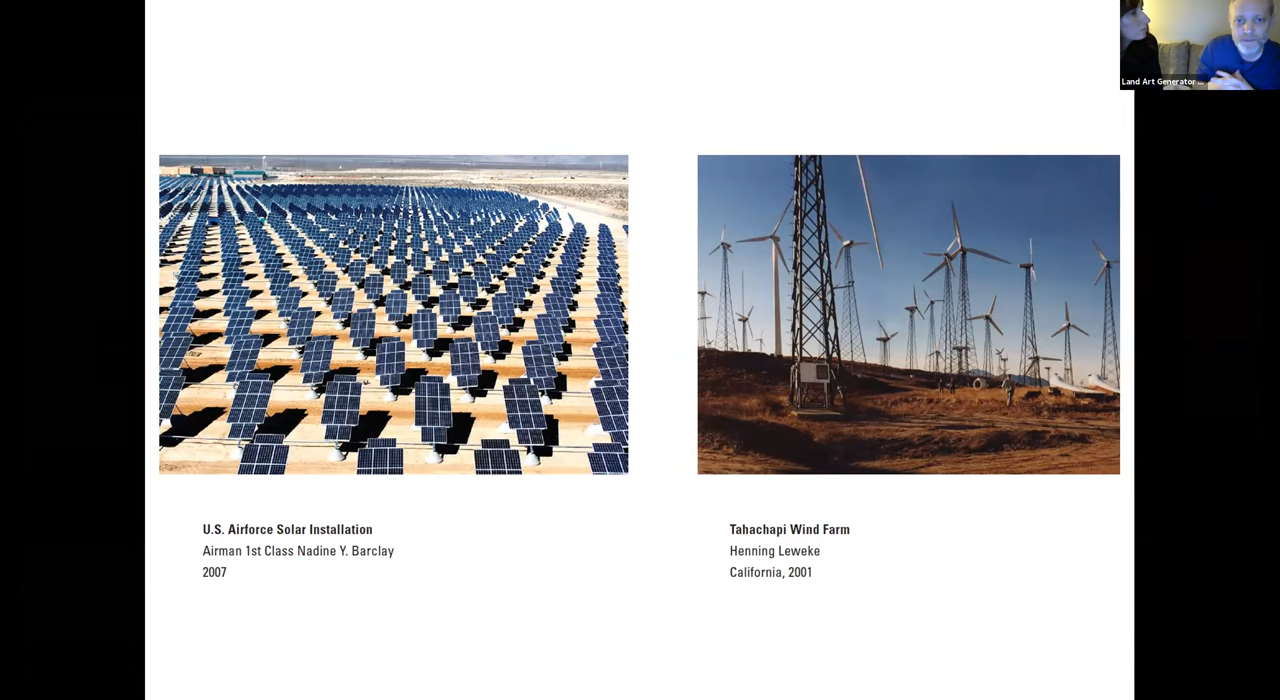 Land Art Generator ...
U.S. Airforce Solar Installation
Airman 1st Class Nadine Y. Barclay
2007
Tahachapi Wind Farm
Henning Leweke
California, 2001